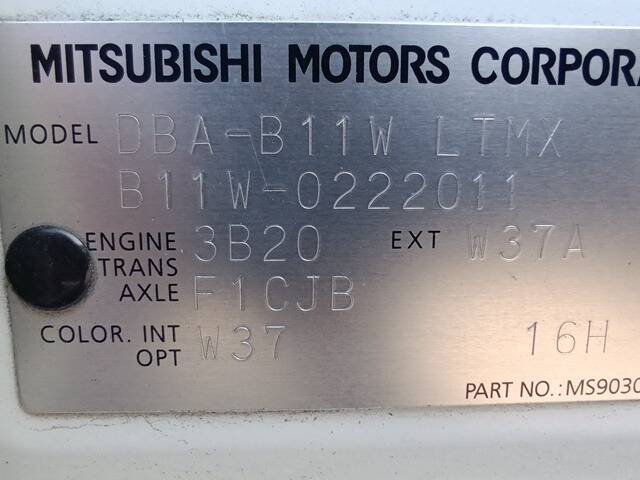 MITSUBISHI MOTORS CORPORA
MODEL DBA-B11W LTMX
B11W-0222011
ENGINE 3B20 EXT W37A
TRANS
AXLE F1CJB
COLOR. INT W37
OPT 16H
PART NO.: MS9030